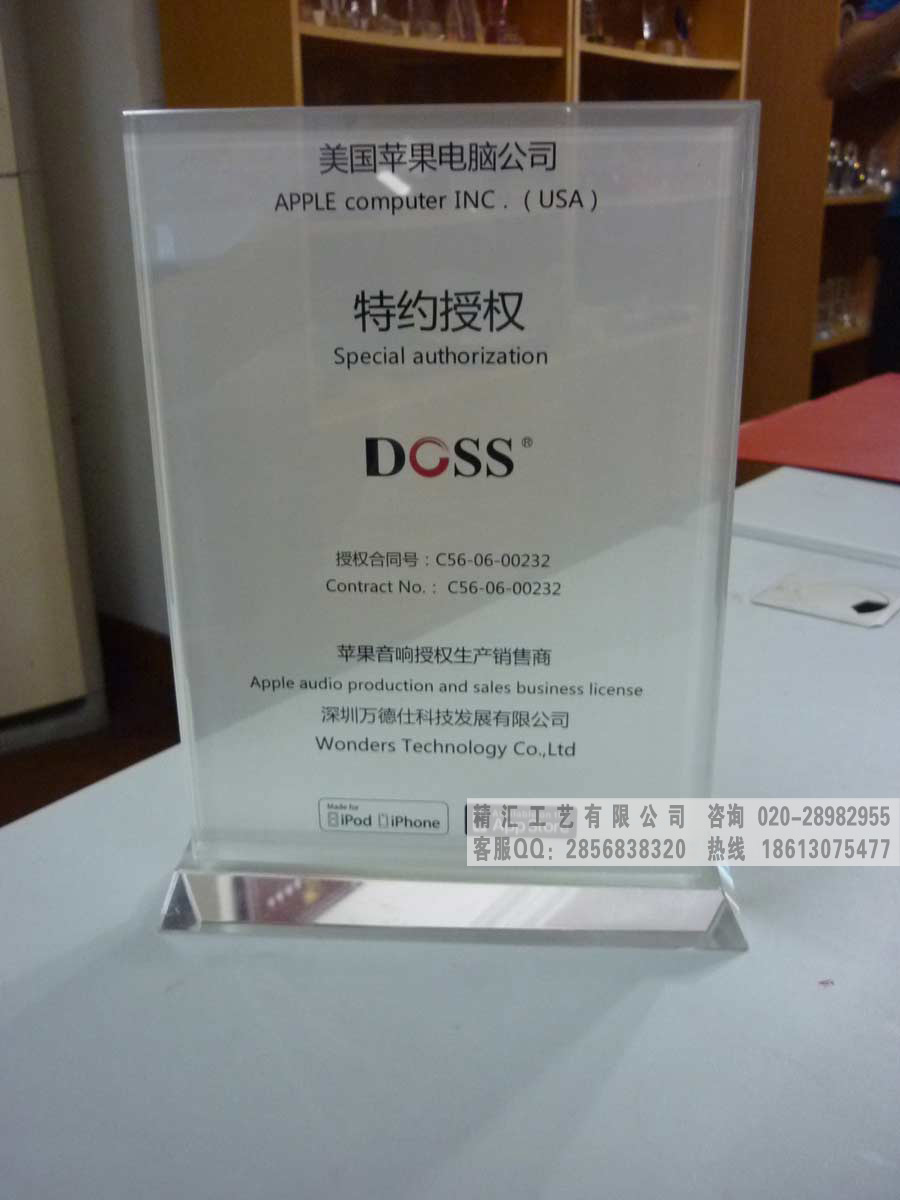 美国苹果电脑公司
APPLE computer INC．（USA）
特约授权
Special authorization
DOSS®
授权合同号：C56-06-00232
Contract No.： C56-06-00232
苹果音响授权生产销售商
Apple audio production and sales business license
深圳万德仕科技发展有限公司
Wonders Technology Co.,Ltd
Made for
iPod iPhone
App Store
精汇工艺有限公司 咨询 020-28982955
客服QQ: 2856838320 热线 18613075477